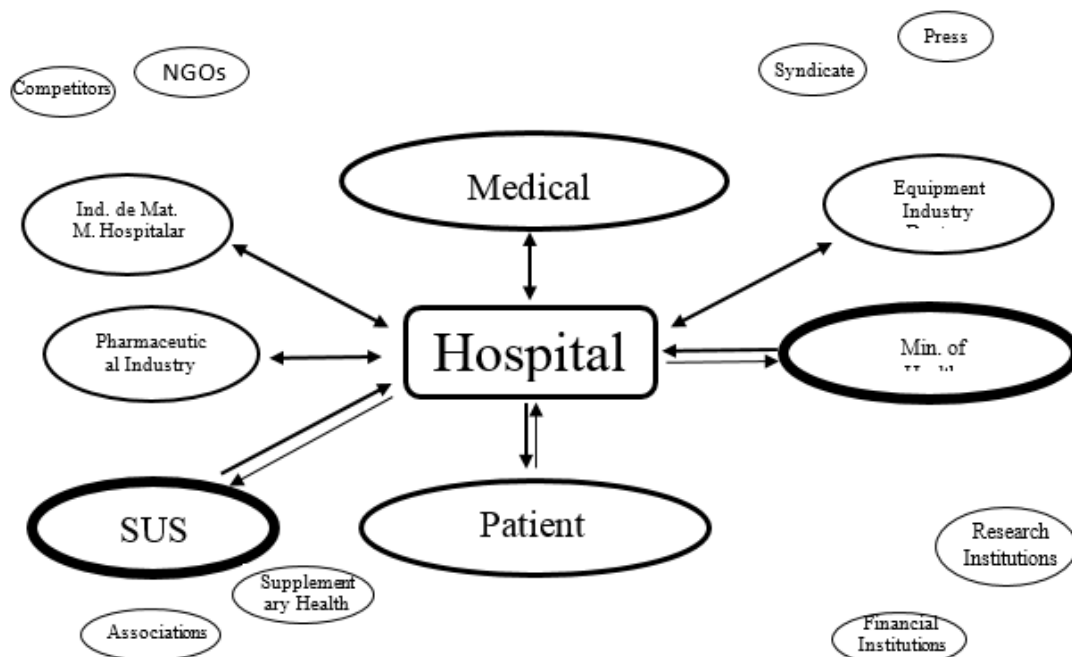 Press
NGOs
Syndicate
Competitors
Medical
Equipment
Industry
Ind. de Mat.
M. Hospitalar
Hospital
Pharmaceutic
al Industry
Min. of
SUS
Patient
Research
Institutions
Supplement
ary Health
Associations
Financial
Institutions